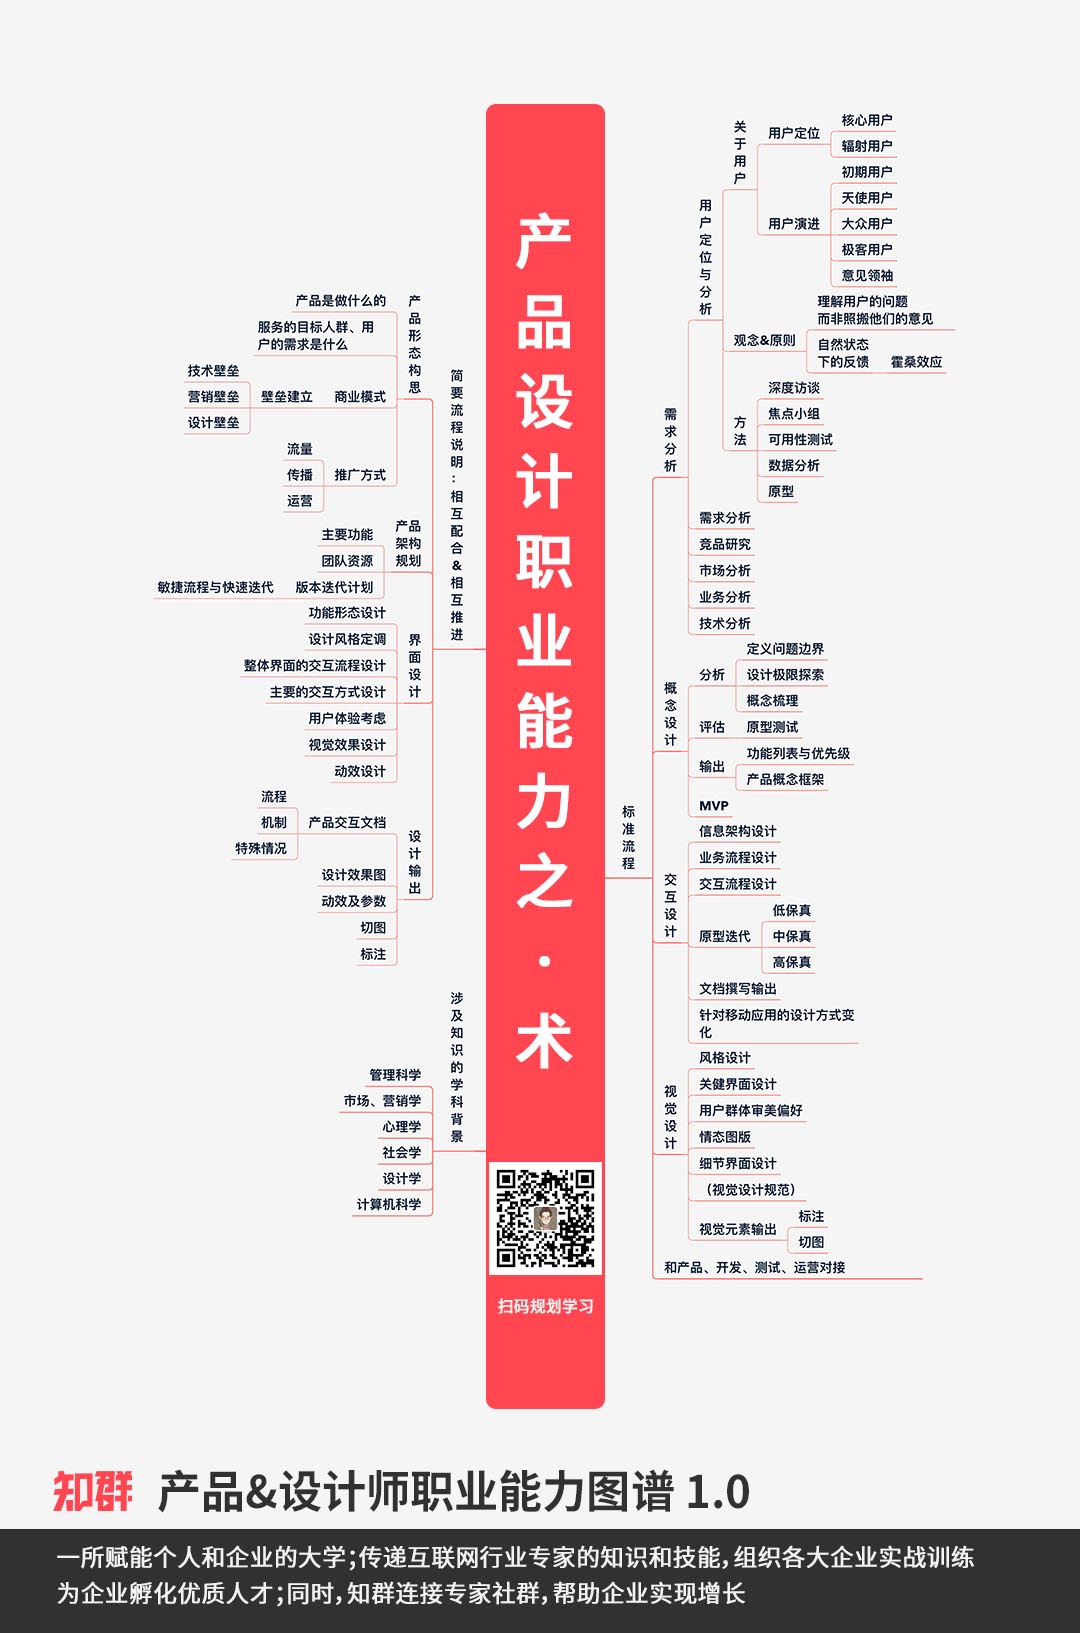 产品设计职业能力之·术
扫码规划学习
简要流程说明：相互配合&相互推进
产品形态构思
产品是做什么的
服务的目标人群、用
户的需求是什么
商业模式
壁垒建立
技术壁垒
营销壁垒
设计壁垒
推广方式
流量
传播
运营
产品
架构
规划
主要功能
团队资源
版本迭代计划
敏捷流程与快速迭代
界面设计
功能形态设计
设计风格定调
整体界面的交互流程设计
主要的交互方式设计
用户体验考虑
视觉效果设计
动效设计
设计输出
产品交互文档
流程
机制
特殊情况
设计效果图
动效及参数
切图
标注
涉及知识的学科背景
管理科学
市场、营销学
心理学
社会学
设计学
计算机科学
标准流程
需求分析
用户定位与分析
关于用户
用户定位
核心用户
辐射用户
用户演进
初期用户
天使用户
大众用户
极客用户
意见领袖
观念&原则
理解用户的问题
而非照搬他们的意见
自然状态
下的反馈
霍桑效应
方法
深度访谈
焦点小组
可用性测试
数据分析
原型
需求分析
竞品研究
市场分析
业务分析
技术分析
概念设计
分析
定义问题边界
设计极限探索
概念梳理
评估
原型测试
输出
功能列表与优先级
产品概念框架
MVP
交互设计
信息架构设计
业务流程设计
交互流程设计
原型迭代
低保真
中保真
高保真
文档撰写输出
针对移动应用的设计方式变
化
视觉设计
风格设计
关健界面设计
用户群体审美偏好
情态图版
细节界面设计
（视觉设计规范）
视觉元素输出
标注
切图
和产品、开发、测试、运营对接
知群 产品&设计师职业能力图谱 1.0
一所赋能个人和企业的大学；传递互联网行业专家的知识和技能，组织各大企业实战训练
为企业孵化优质人才；同时，知群连接专家社群，帮助企业实现增长